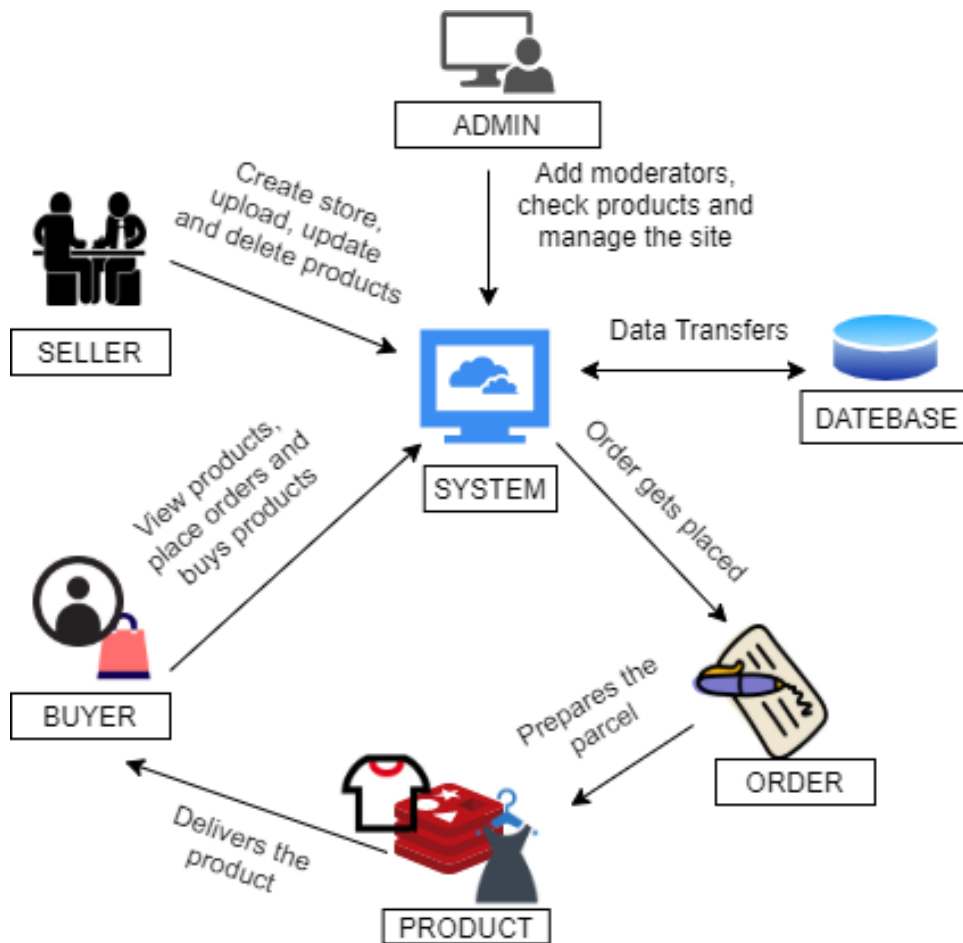 ADMIN
Add moderators,
check products and
manage the site
Create store,
upload, update
and delete products
SELLER
Data Transfers
DATEBASE
SYSTEM
View products,
place orders and
buys products
Order gets placed
BUYER
Prepares the
parcel
ORDER
Delivers the
product
PRODUCT